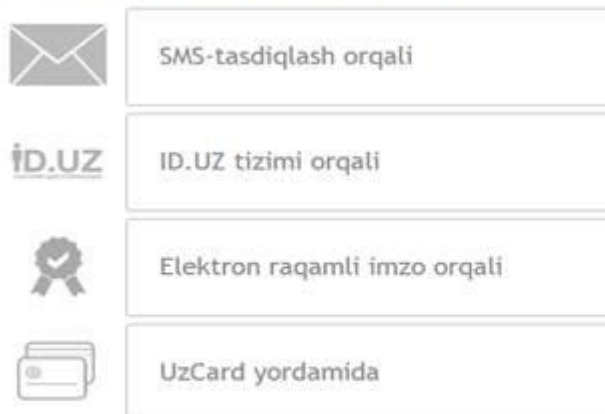 SMS-tasdiqlash orqali
iD.UZ
ID.UZ tizimi orqali
Elektron raqamli imzo orqali
UzCard yordamida